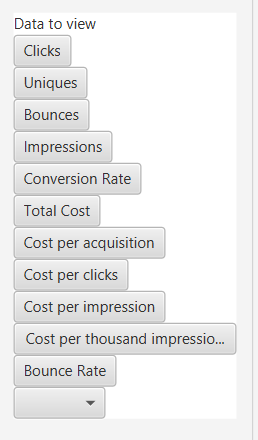 Data to view
Clicks
Uniques
Bounces
Impressions
Conversion Rate
Total Cost
Cost per acquisition
Cost per clicks
Cost per impression
Cost per thousand impressio...
Bounce Rate